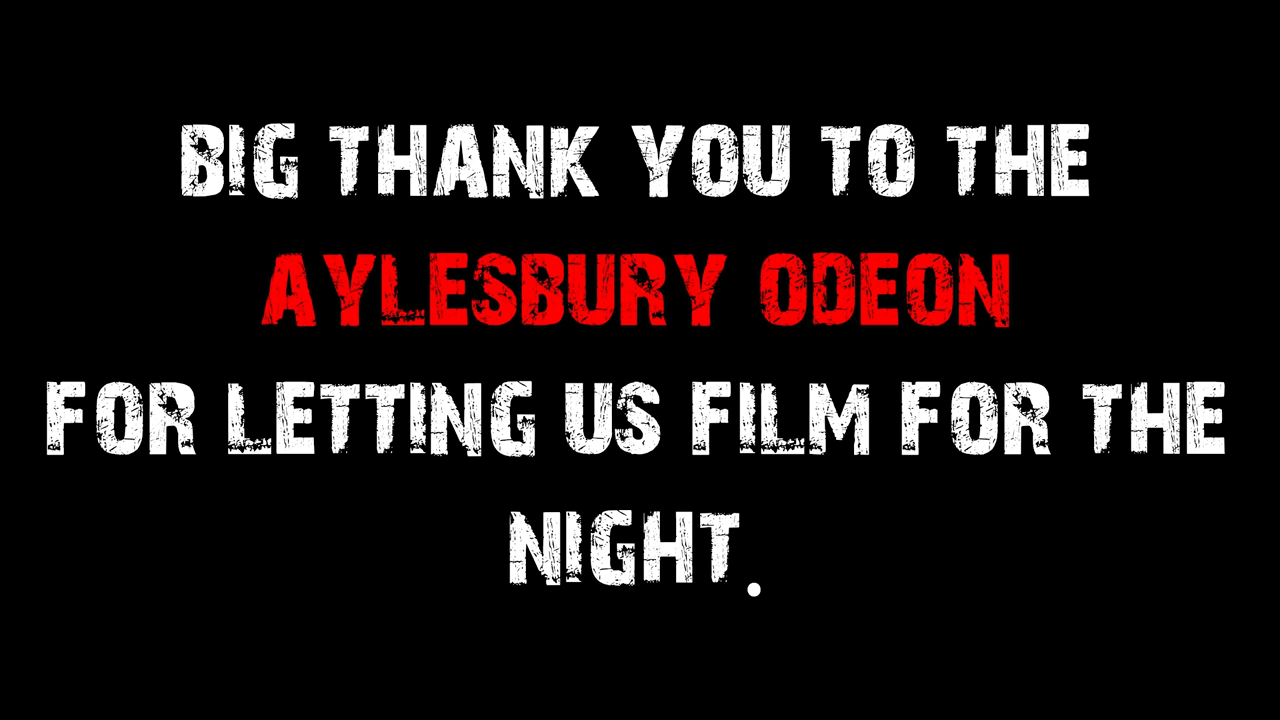 BIG THANK YOU TO THE
AYLESBURY ODEON
FOR LETTING US FILM FOR THE
NIGHT.